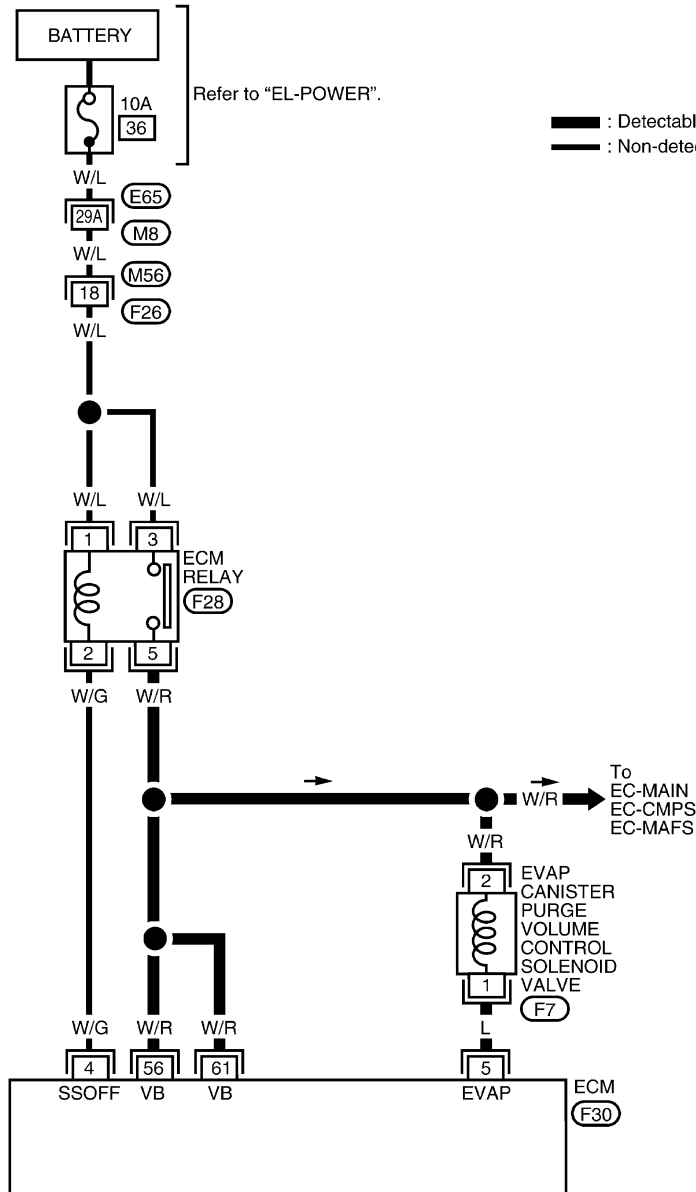 BATTERY
Refer to “EL-POWER”.
10A
36
: Detectabl
: Non-dete
W/L
E65
29A
M8
W/L
M56
18
F26
W/L
W/L W/L
1 3
ECM
RELAY
F28
2 5
W/G W/R
To
EC-MAIN
EC-CMPS
EC-MAFS
W/R
W/R
2
EVAP
CANISTER
PURGE
VOLUME
CONTROL
SOLENOID
VALVE
1
F7
W/G W/R W/R L
4 56 61 5
SSOFF VB VB EVAP
ECM
F30